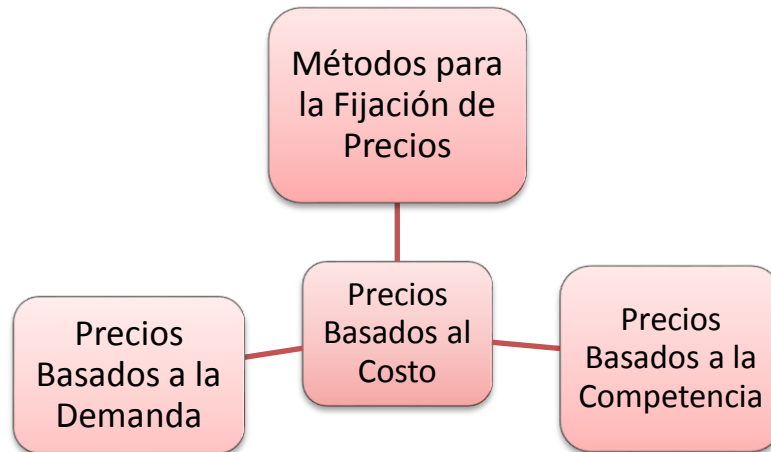 Métodos para
la Fijación de
Precios
Precios
Basados a la
Demanda
Precios
Basados al
Costo
Precios
Basados a la
Competencia